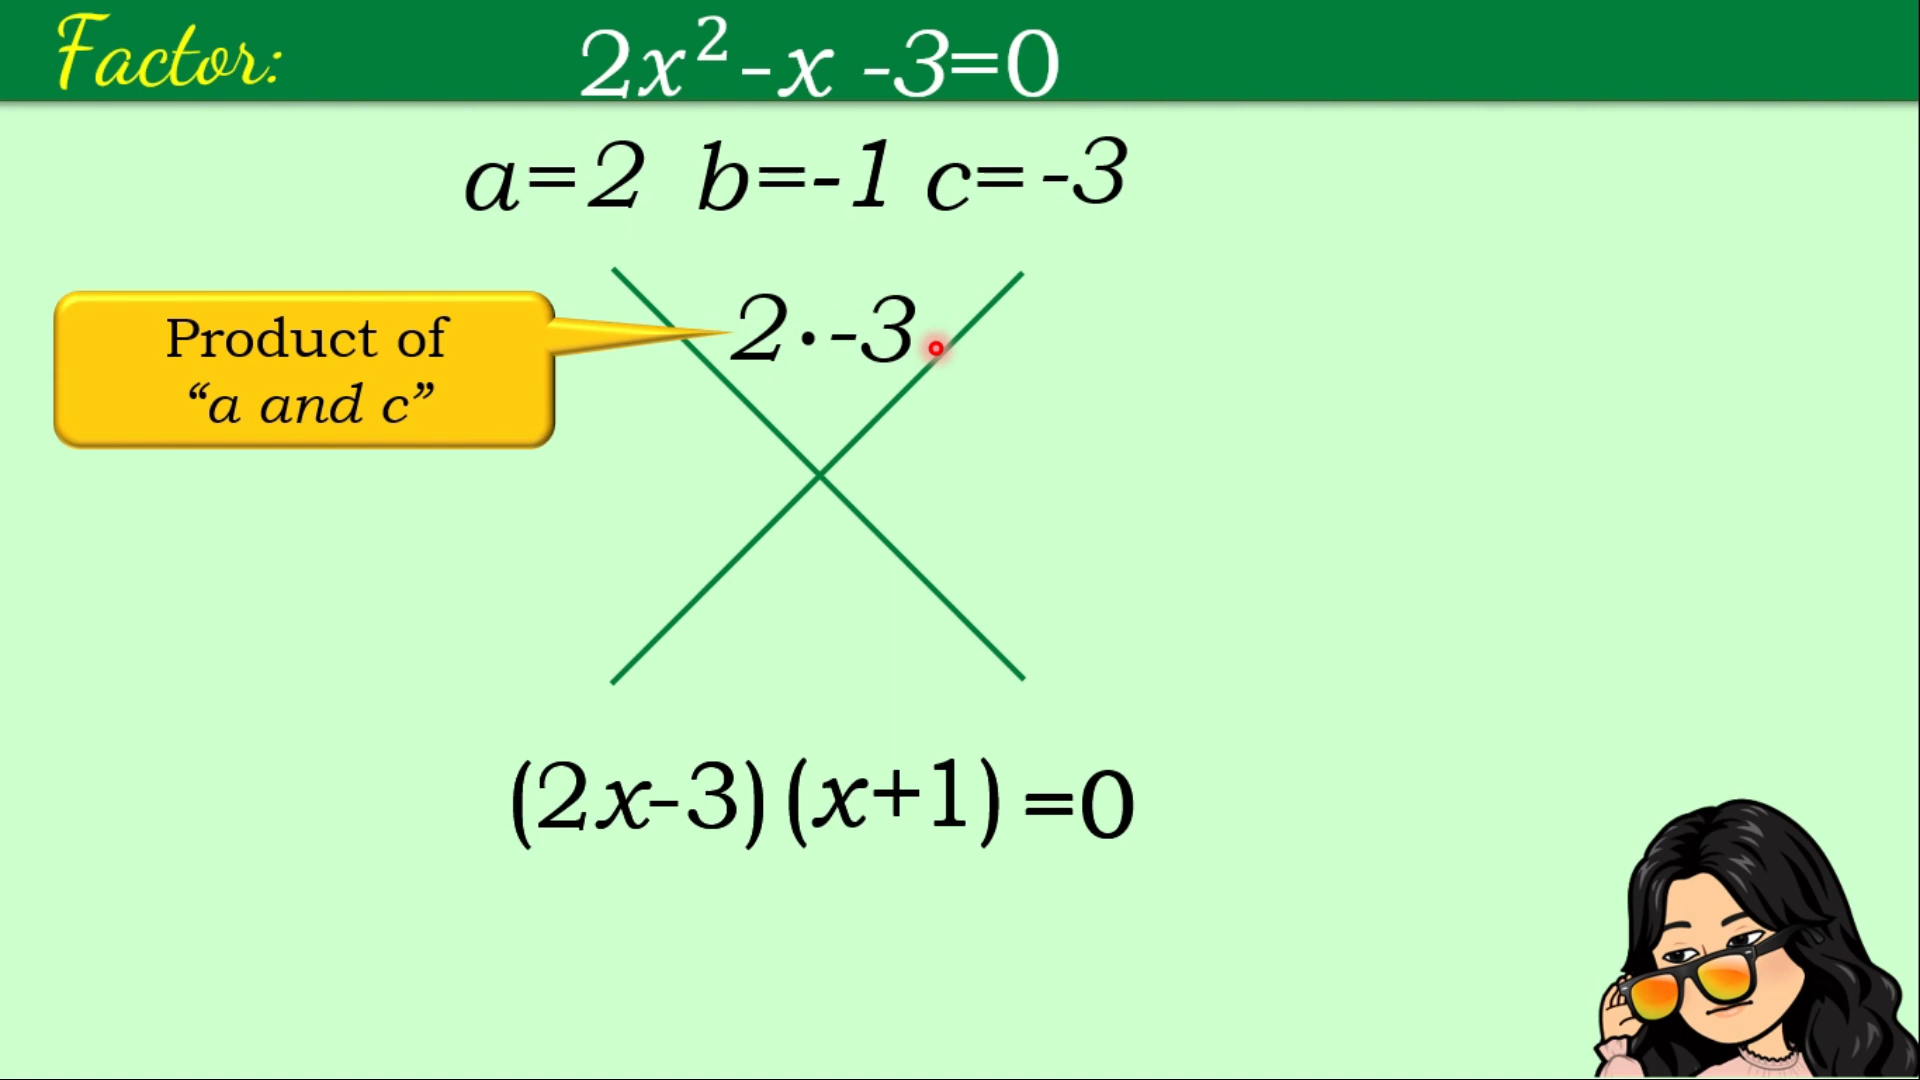 Factor: 2x²-x -3=0
a=2 b=-1 c=-3
2·-3
Product of
“a and c”
(2x-3)(x+1)=0